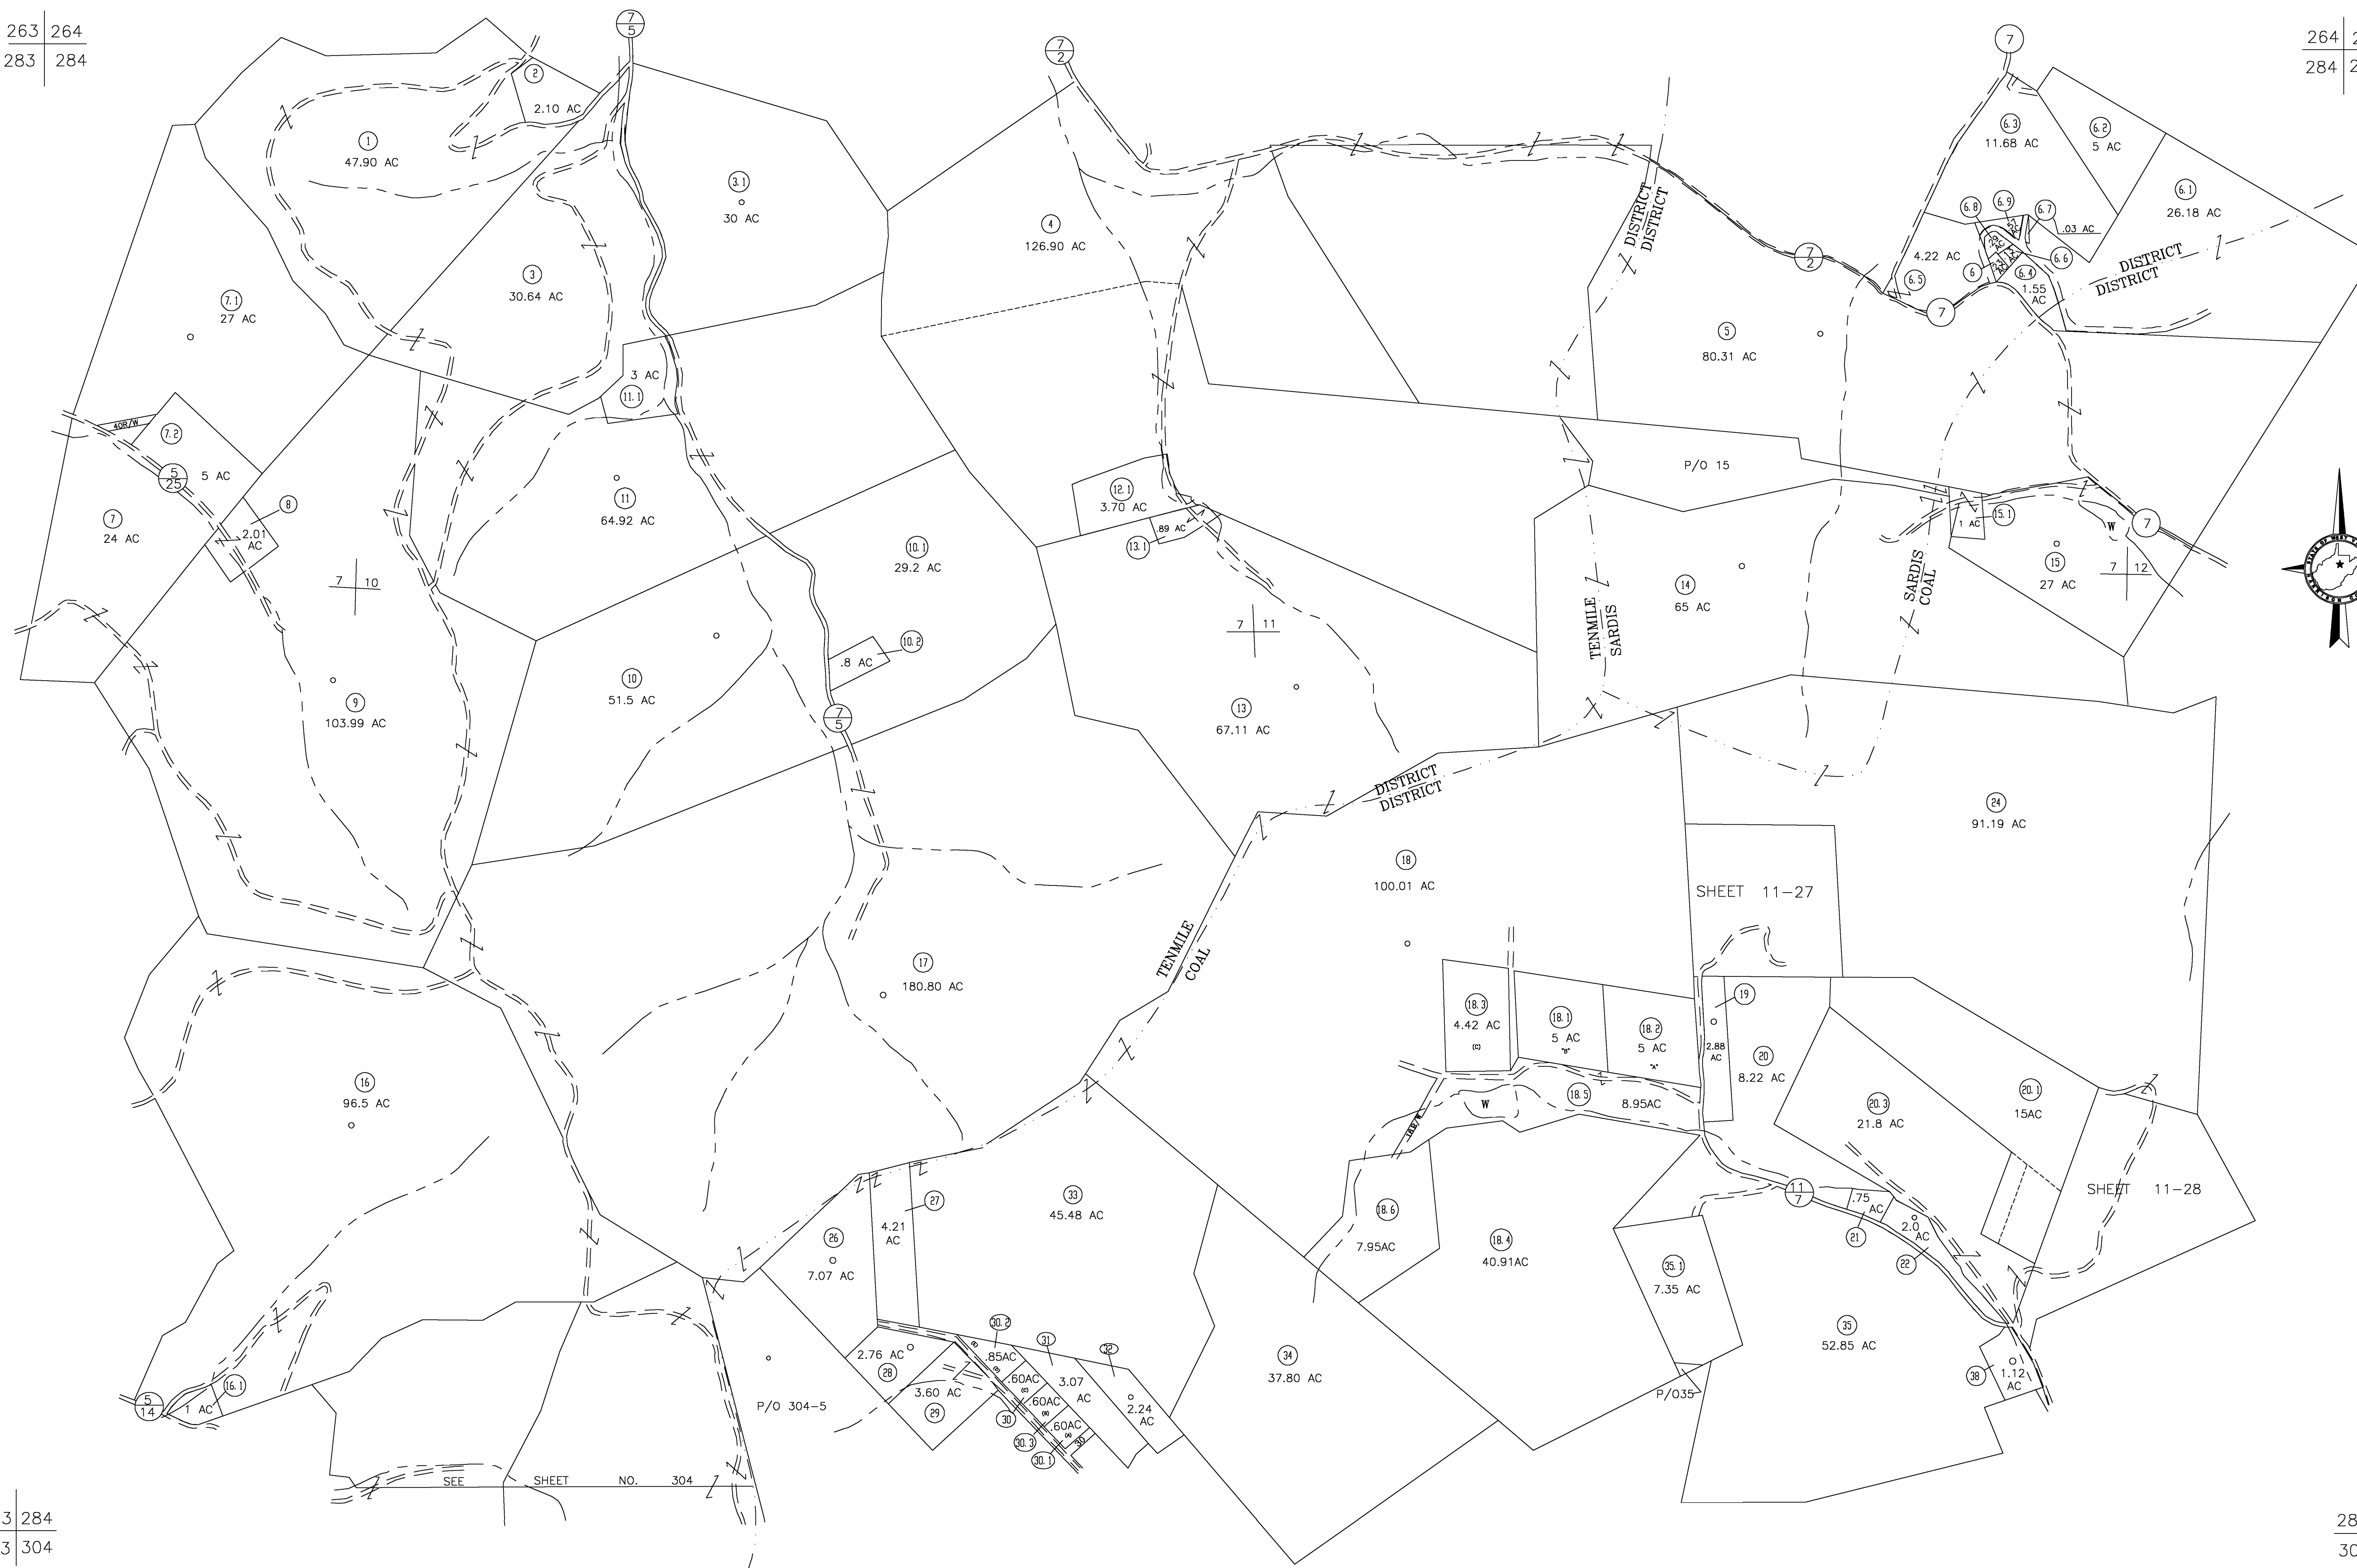 263 264
283 284
264
284
7
5
7
2
7
2
2.10 AC
1
47.90 AC
3.1
30 AC
3
30.64 AC
4
126.90 AC
6.3
11.68 AC
6.2
5 AC
6.1
26.18 AC
6.8
6.9
6.7
.03 AC
.29 AC
4.22 AC
6
6.6
6.4
1.55
AC
6.5
DISTRICT
DISTRICT
DISTRICT
DISTRICT
7
2
7
7.1
27 AC
5
80.31 AC
3 AC
11.1
40R/W
7.2
5 AC
5
25
7
24 AC
8
2.01
AC
11
64.92 AC
12.1
3.70 AC
.89 AC
13.1
P/O 15
1 AC
15.1
W
7
10.1
29.2 AC
15
27 AC
7 12
7 10
14
65 AC
SARDIS
COAL
TENMILE
SARDIS
7 11
10.2
.8 AC
10
51.5 AC
9
103.99 AC
7
5
13
67.11 AC
DISTRICT
DISTRICT
24
91.19 AC
18
100.01 AC
SHEET 11-27
TENMILE
COAL
17
180.80 AC
18.3
4.42 AC
(C)
18.1
5 AC
"B"
18.2
5 AC
"A"
19
2.88
AC
20
8.22 AC
16
96.5 AC
W
18.5
8.95AC
20.3
21.8 AC
20.1
15AC
SHEET 11-28
11
7
.75
AC
21
2.0
AC
22
27
4.21
AC
33
45.48 AC
26
7.07 AC
18.6
7.95AC
18.4
40.91AC
35.1
7.35 AC
35
52.85 AC
30.2
31
32
.85AC
2.76 AC
28
3.60 AC
29
.60AC
(C)
30
.60AC
(B)
30.3
.60AC
(A)
30.1
30
3.07
AC
2.24
AC
34
37.80 AC
P/035
38
1.12
AC
P/O 304-5
16.1
1 AC
5
14
SEE SHEET NO. 304
3 284
3 304
28
30